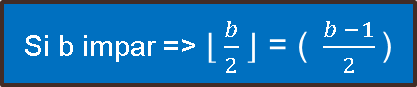 Si b impar => ⌊ b/2 ⌋ = ( b −1/2 )